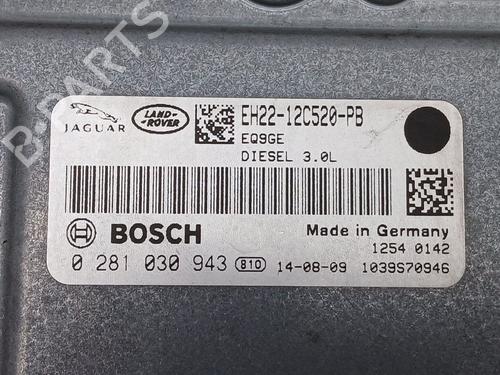 B-PARTS
JAGUAR
LAND-
ROVER
EH22-12C520-PB
EQ9GE
DIESEL 3.0L
BOSCH
Made in Germany
1254 0142
0 281 030 943 B10 14-08-09 1039S70946